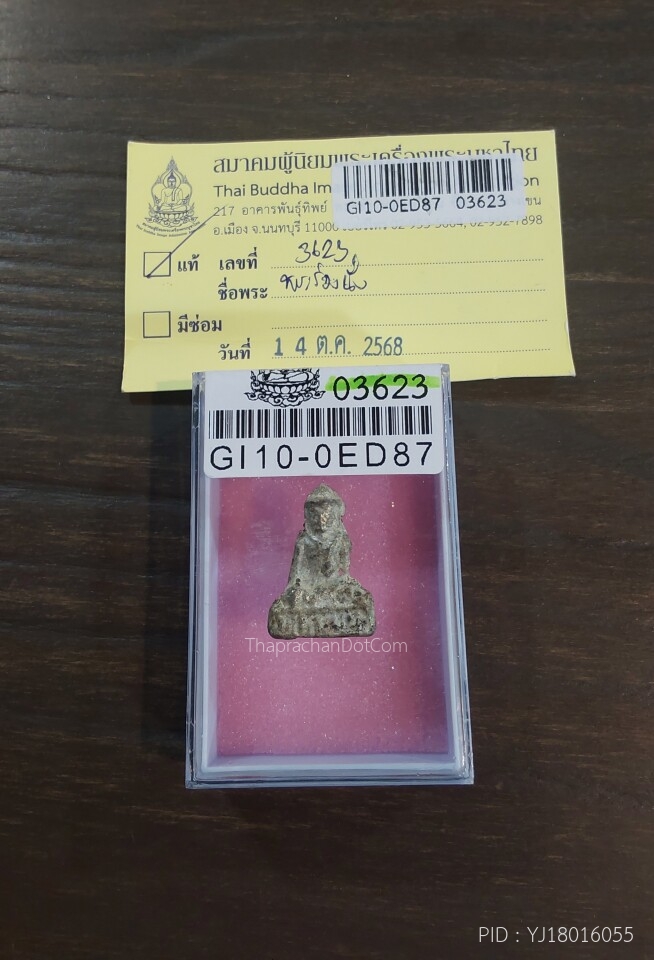 สมาคมผู้นิยมพระเครื่องพระบูชาไทย
Thai Buddha Im
on
GI10-0ED87 03623
217 อาคารพันธุ์ทิพย์
อ.เมือง จ.นนทบุรี 11000
02-952-7898
แท้ เลขที่ 3623
ชื่อพระ
มีซ่อม
วันที่ 14 ต.ค. 2568
03623
GI10-0ED87
ThaprachanDotCom
PID : YJ18016055